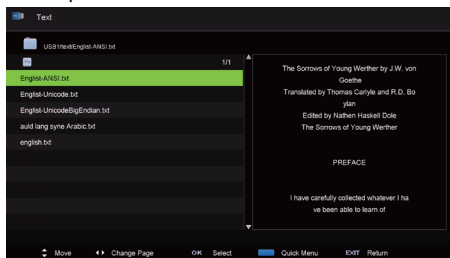 Text
USB1/text/Englist-ANSI.txt
1/1
Englist-ANSI.txt
Englist-Unicode.txt
Englist-UnicodeBigEndian.txt
auld lang syne Arabic.txt
english.txt
The Sorrows of Young Werther by J.W. von
Goethe
Translated by Thomas Carlyle and R.D. Bo
ylan
Edited by Nathen Haskell Dole
The Sorrows of Young Werther
PREFACE
I have carefully collected whatever I ha
ve been able to learn of
Move Change Page OK Select Quick Menu EXIT Return